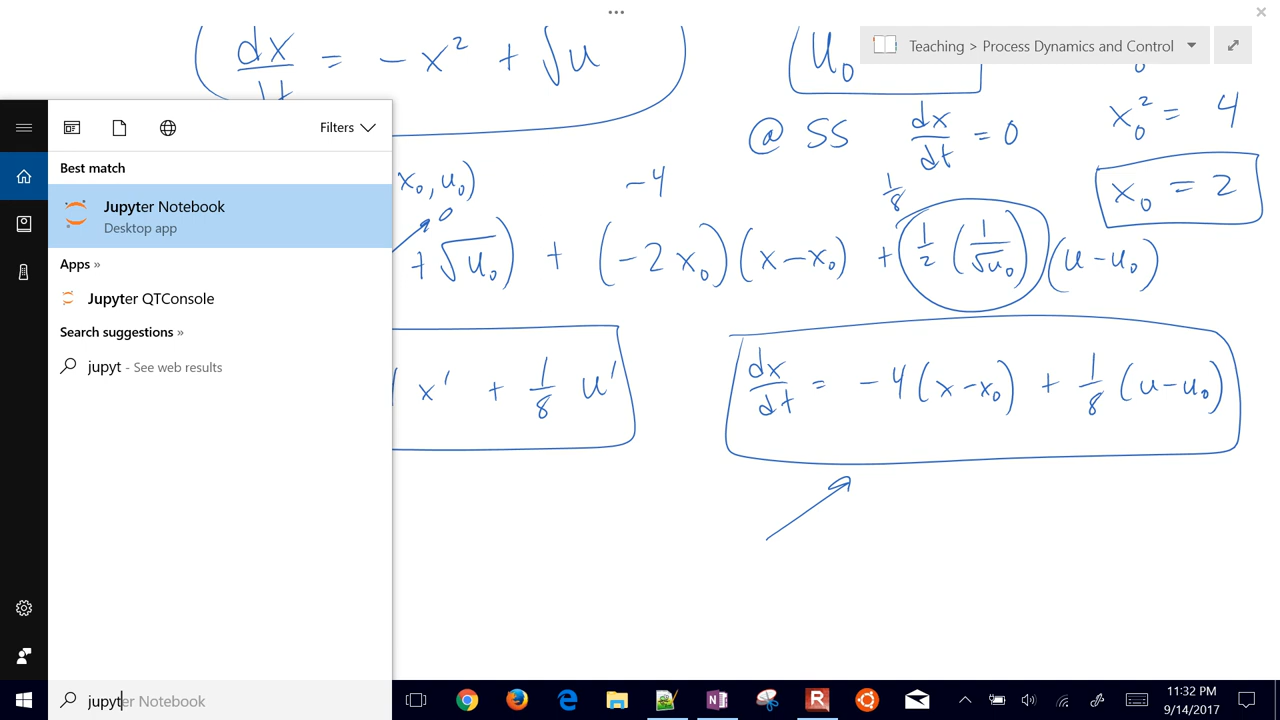 dx/dt = -x² + √u
u₀
Teaching > Process Dynamics and Control
x₀² = 4
x₀ = 2
@ SS dx/dt = 0
Filters
Best match
Jupyter Notebook
Desktop app
Apps »
Jupyter QTConsole
Search suggestions »
jupyt - See web results
x₀, u₀)
0
-4
1/8
+ √u₀) + (-2x₀)(x-x₀) + 1/2 (1/√u₀) (u-u₀)
x' + 1/8 u'
dx/dt = -4(x-x₀) + 1/8 (u-u₀)
jupyter Notebook
11:32 PM
9/14/2017